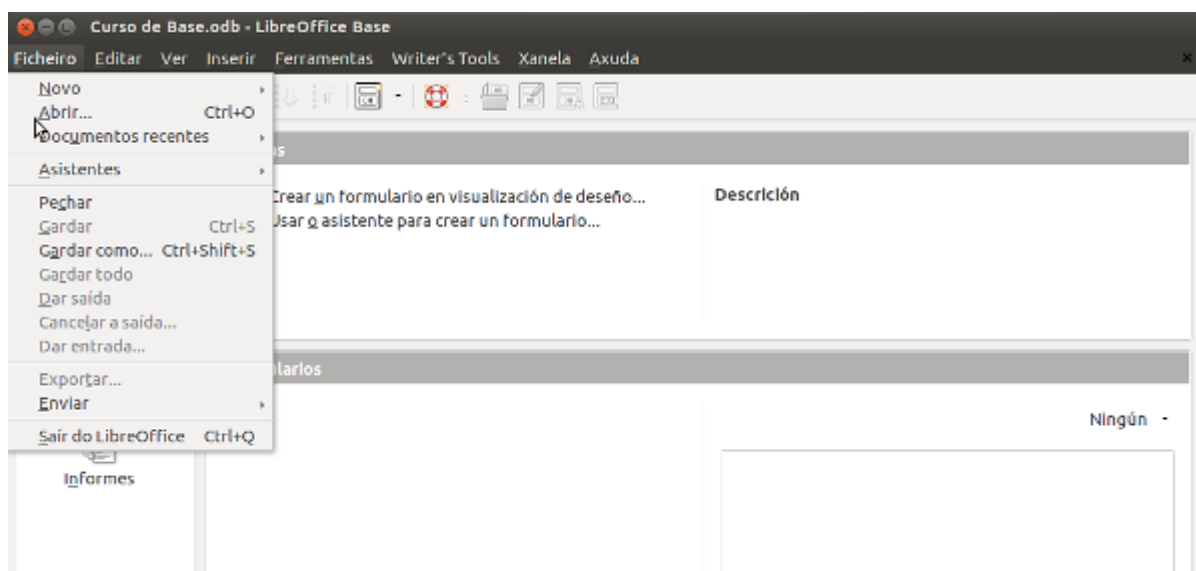 Curso de Base.odb - LibreOffice Base
Ficheiro Editar Ver Inserir Ferramentas Writer's Tools Xanela Axuda
Novo
Abrir... Ctrl+O
Documentos recentes
Asistentes
Pechar
Gardar Ctrl+S
Gardar como... Ctrl+Shift+S
Gardar todo
Dar saída
Cancelar a saída...
Dar entrada...
Exportar...
Enviar
Saír do LibreOffice Ctrl+Q
Informes
s
Crear un formulario en visualización de deseño...
Usar o asistente para crear un formulario...
Descrición
larios
Ningún